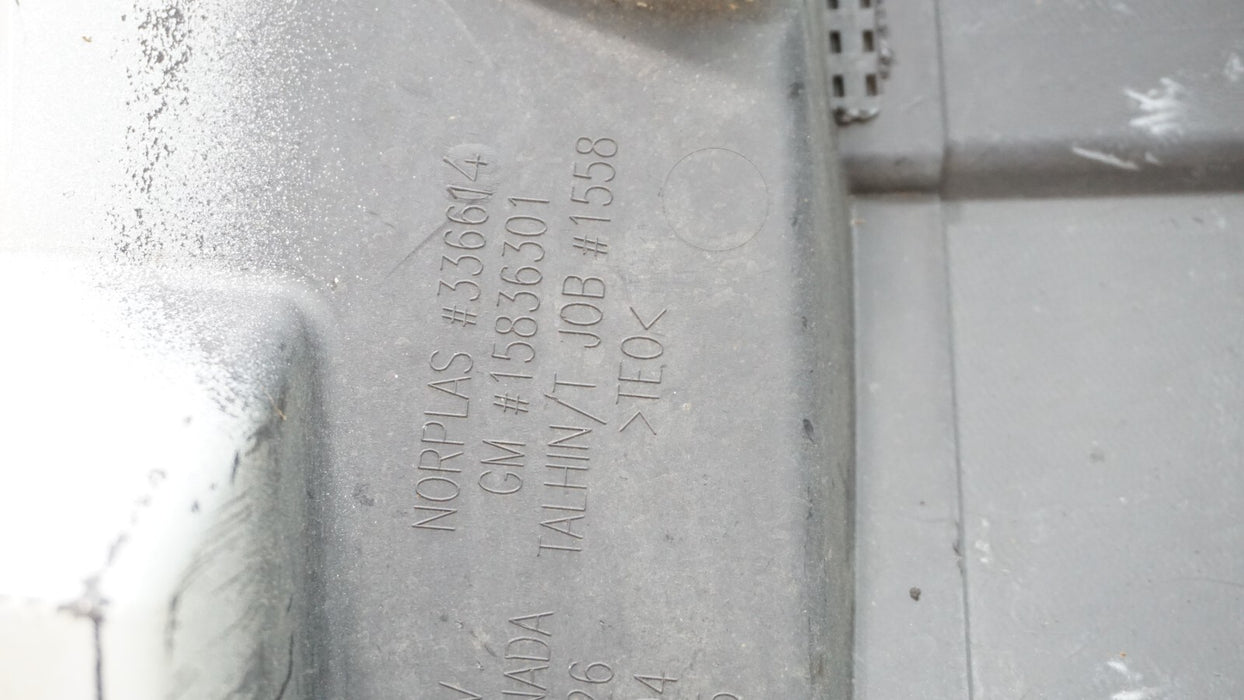 NORPLAS #336614
GM #15836301
TALHIN/T JOB #1558
>TEO<